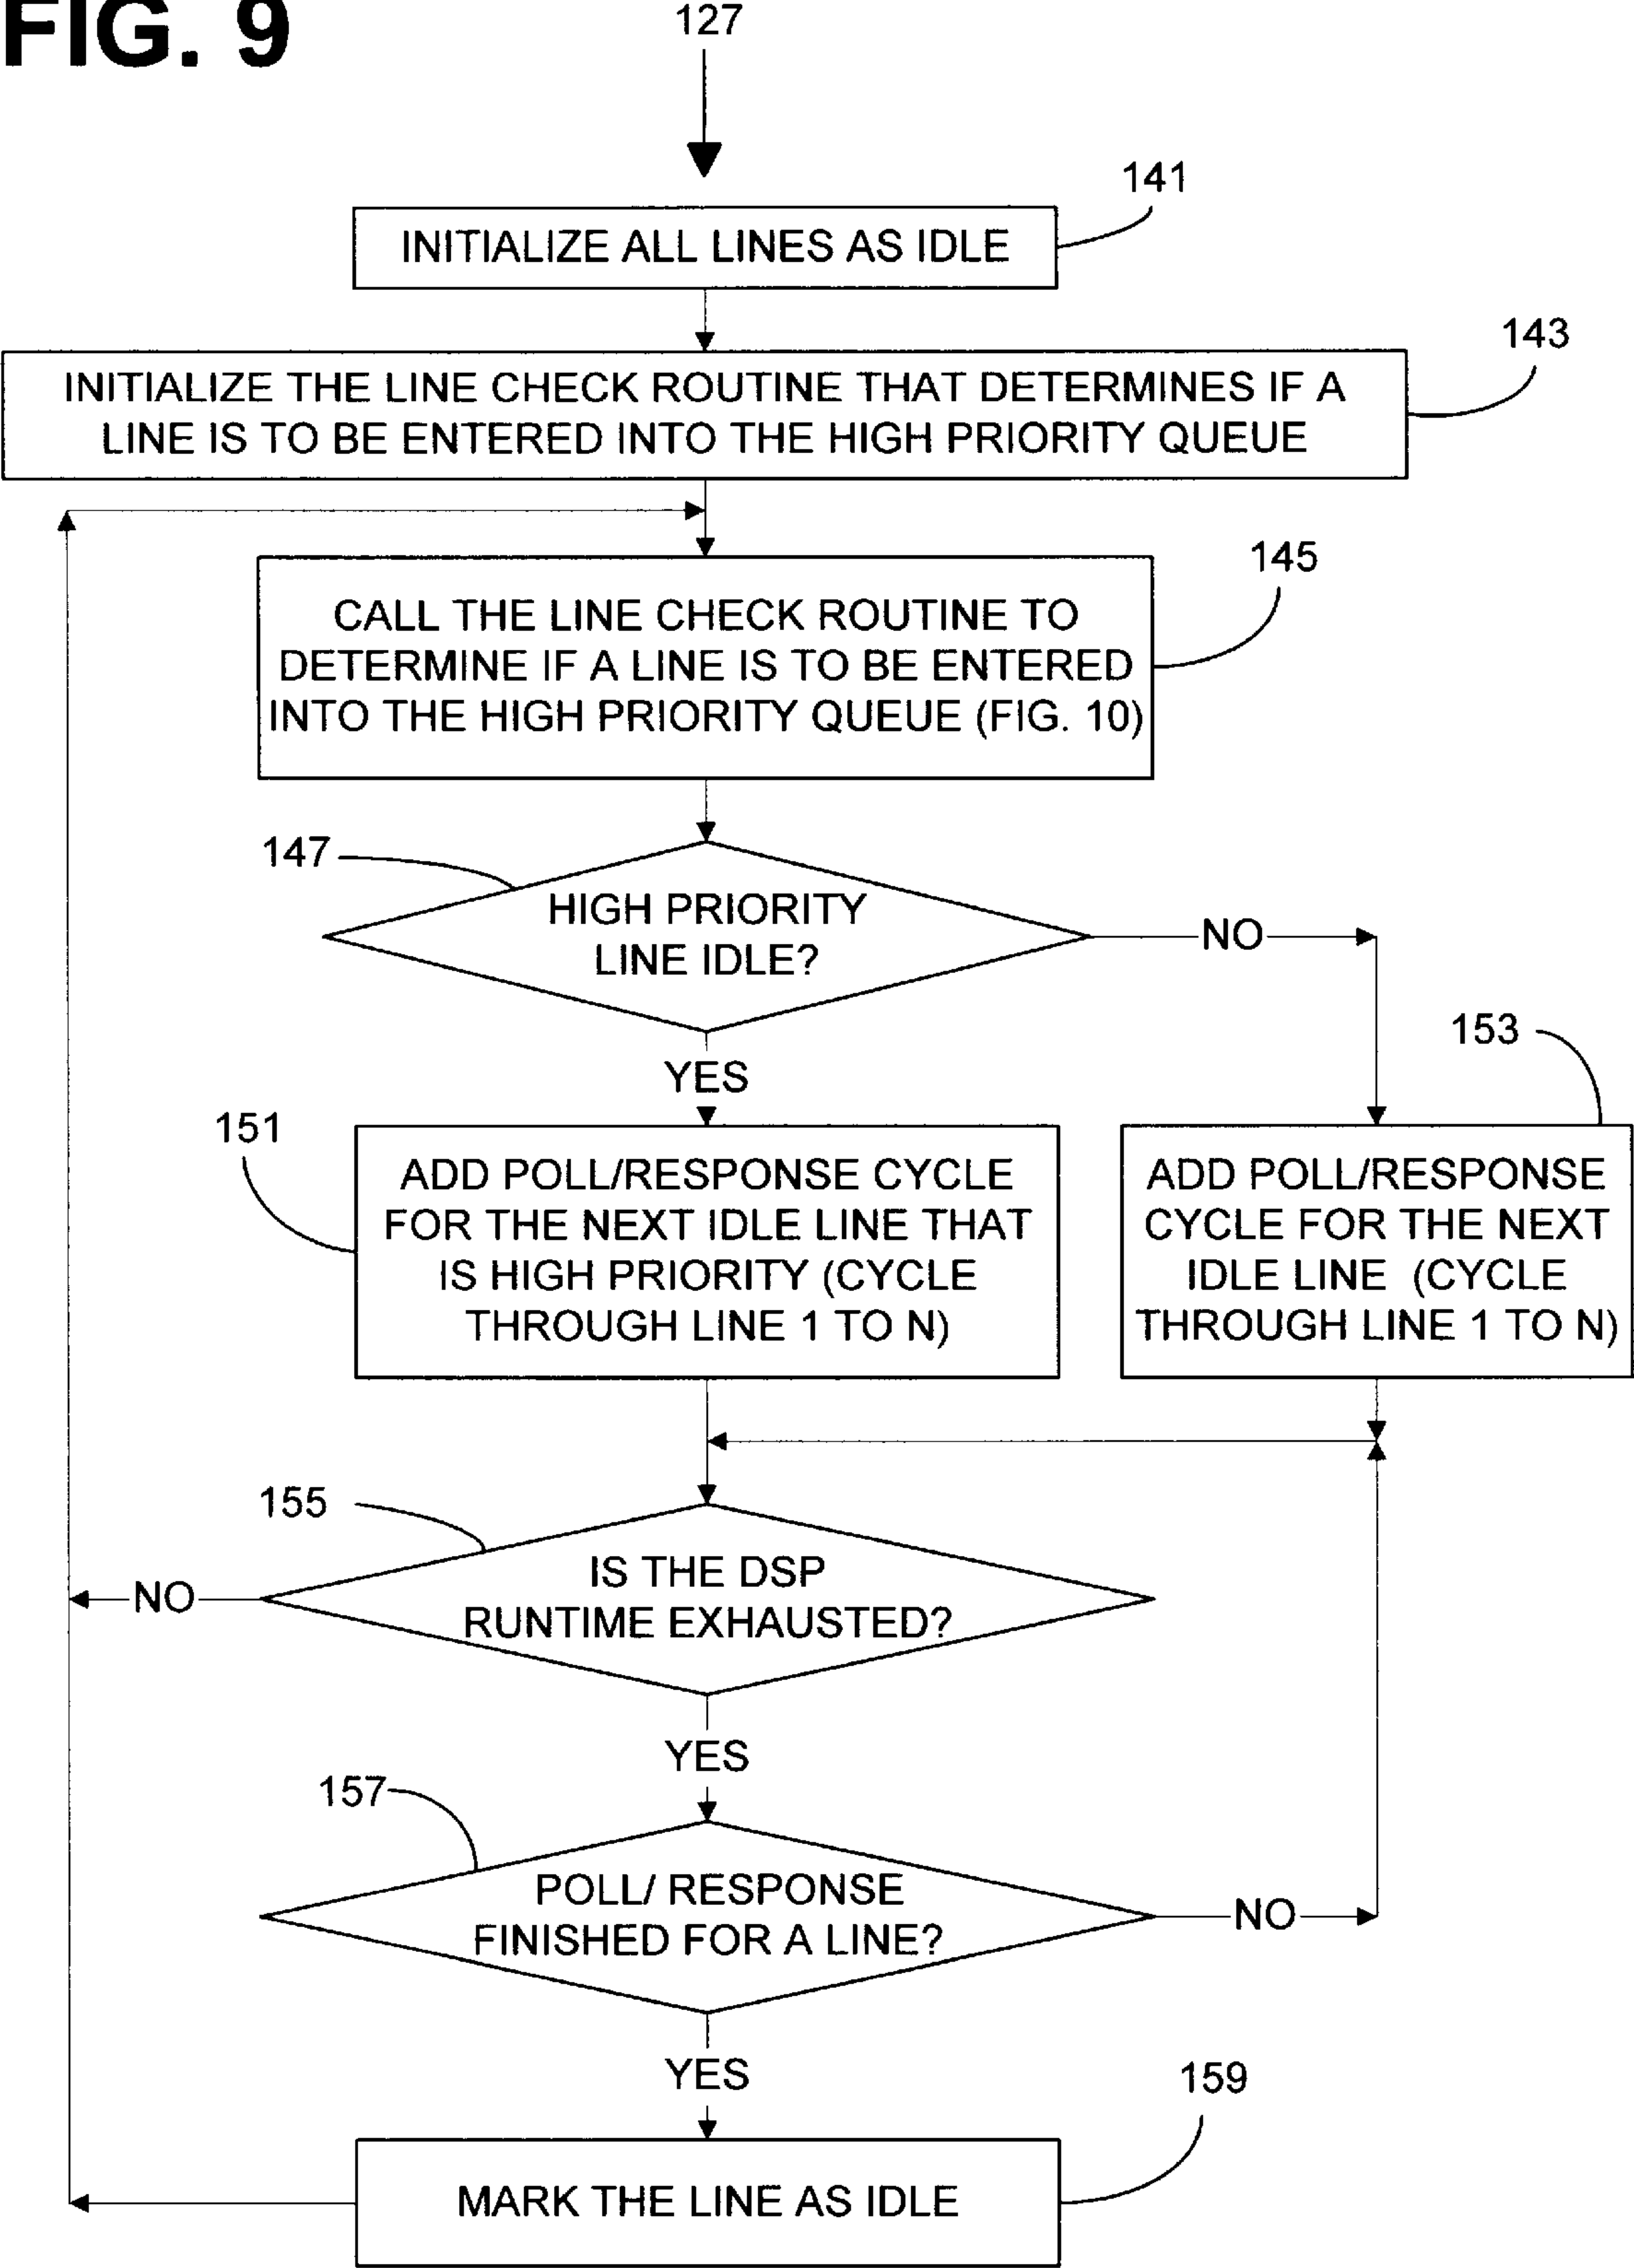 FIG. 9
127
141
INITIALIZE ALL LINES AS IDLE
143
INITIALIZE THE LINE CHECK ROUTINE THAT DETERMINES IF A
LINE IS TO BE ENTERED INTO THE HIGH PRIORITY QUEUE
145
CALL THE LINE CHECK ROUTINE TO
DETERMINE IF A LINE IS TO BE ENTERED
INTO THE HIGH PRIORITY QUEUE (FIG. 10)
147
HIGH PRIORITY
LINE IDLE?
NO
YES
153
151
ADD POLL/RESPONSE CYCLE
FOR THE NEXT IDLE LINE THAT
IS HIGH PRIORITY (CYCLE
THROUGH LINE 1 TO N)
ADD POLL/RESPONSE
CYCLE FOR THE NEXT
IDLE LINE (CYCLE
THROUGH LINE 1 TO N)
155
IS THE DSP
RUNTIME EXHAUSTED?
NO
YES
157
POLL/ RESPONSE
FINISHED FOR A LINE?
NO
YES
159
MARK THE LINE AS IDLE